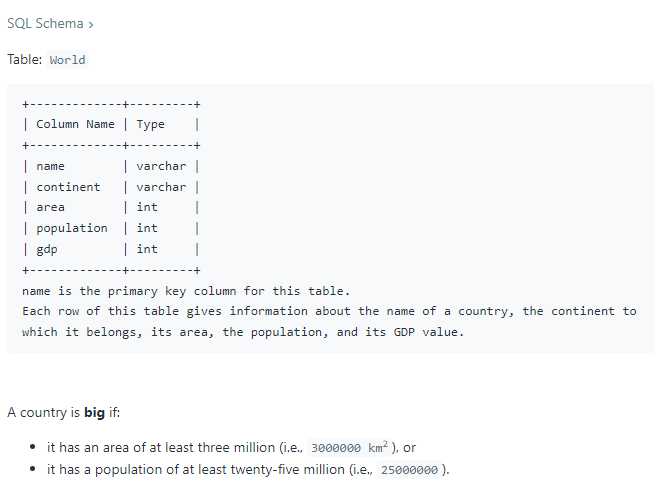 SQL Schema >
Table: World
+-------------+---------+
| Column Name | Type    |
+-------------+---------+
| name        | varchar |
| continent   | varchar |
| area        | int     |
| population  | int     |
| gdp         | int     |
+-------------+---------+
name is the primary key column for this table.
Each row of this table gives information about the name of a country, the continent to
which it belongs, its area, the population, and its GDP value.
A country is big if:
• it has an area of at least three million (i.e., 3000000 km²), or
• it has a population of at least twenty-five million (i.e., 25000000).